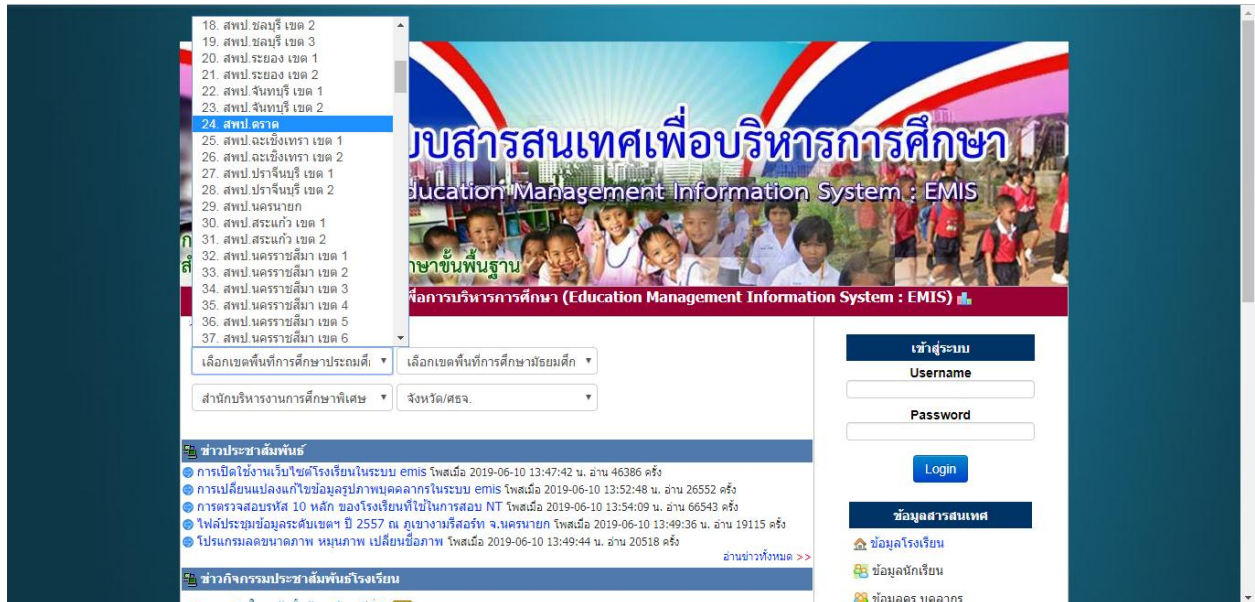 18. สพป.ชลบุรี เขต 2
19. สพป.ชลบุรี เขต 3
20. สพป.ระยอง เขต 1
21. สพป.ระยอง เขต 2
22. สพป.จันทบุรี เขต 1
23. สพป.จันทบุรี เขต 2
24. สพป.ตราด
25. สพป.ฉะเชิงเทรา เขต 1
26. สพป.ฉะเชิงเทรา เขต 2
27. สพป.ปราจีนบุรี เขต 1
28. สพป.ปราจีนบุรี เขต 2
29. สพป.นครนายก
30. สพป.สระแก้ว เขต 1
31. สพป.สระแก้ว เขต 2
32. สพป.นครราชสีมา เขต 1
33. สพป.นครราชสีมา เขต 2
34. สพป.นครราชสีมา เขต 3
35. สพป.นครราชสีมา เขต 4
36. สพป.นครราชสีมา เขต 5
37. สพป.นครราชสีมา เขต 6
บบสารสนเทศเพื่อบริหารการศึกษา
ducation Management Information System : EMIS
กษาขั้นพื้นฐาน
พื่อการบริหารการศึกษา (Education Management Information System : EMIS)
เลือกเขตพื้นที่การศึกษาประถมศึ เลือกเขตพื้นที่การศึกษามัธยมศึก
สำนักบริหารงานการศึกษาพิเศษ จังหวัด/ศธจ.
ข่าวประชาสัมพันธ์
การเปิดใช้งานเว็บไซต์โรงเรียนในระบบ emis โพสเมื่อ 2019-06-10 13:47:42 น. อ่าน 46386 ครั้ง
การเปลี่ยนแปลงแก้ไขข้อมูลรูปภาพบุคคลากรในระบบ emis โพสเมื่อ 2019-06-10 13:52:48 น. อ่าน 26552 ครั้ง
การตรวจสอบรหัส 10 หลัก ของโรงเรียนที่ใช้ในการสอบ NT โพสเมื่อ 2019-06-10 13:54:09 น. อ่าน 66543 ครั้ง
ไฟล์ประชุมข้อมูลระดับเขตฯ ปี 2557 ณ ภูเขางามรีสอร์ท จ.นครนายก โพสเมื่อ 2019-06-10 13:49:36 น. อ่าน 19115 ครั้ง
โปรแกรมลดขนาดภาพ หมุนภาพ เปลี่ยนชื่อภาพ โพสเมื่อ 2019-06-10 13:49:44 น. อ่าน 20518 ครั้ง
อ่านข่าวทั้งหมด >>
ข่าวกิจกรรมประชาสัมพันธ์โรงเรียน
เข้าสู่ระบบ
Username
Password
Login
ข้อมูลสารสนเทศ
ข้อมูลโรงเรียน
ข้อมูลนักเรียน
ข้อมูลครู บุคลากร